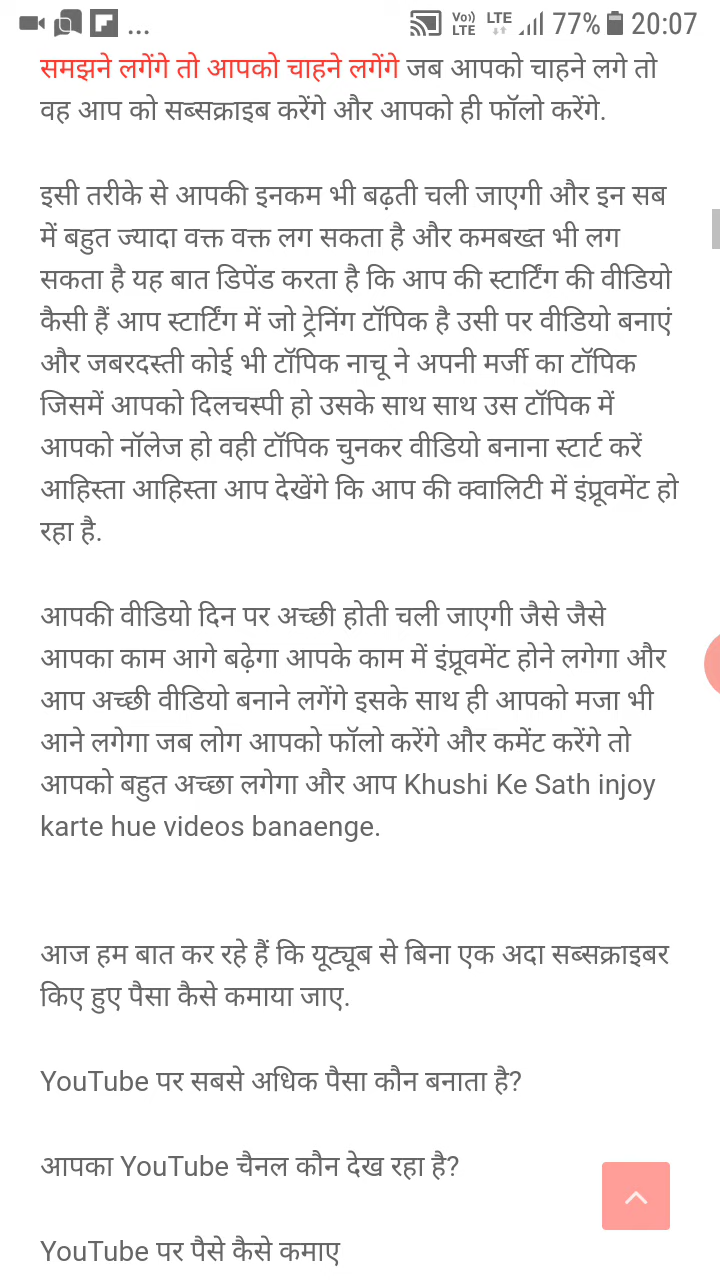 ... Vo)) LTE LTE 77% 20:07
समझने लगेंगे तो आपको चाहने लगेंगे जब आपको चाहने लगे तो
वह आप को सब्सक्राइब करेंगे और आपको ही फॉलो करेंगे.
इसी तरीके से आपकी इनकम भी बढ़ती चली जाएगी और इन सब
में बहुत ज्यादा वक्त वक्त लग सकता है और कमबख्त भी लग
सकता है यह बात डिपेंड करता है कि आप की स्टार्टिंग की वीडियो
कैसी हैं आप स्टार्टिंग में जो ट्रेनिंग टॉपिक है उसी पर वीडियो बनाएं
और जबरदस्ती कोई भी टॉपिक नाचू ने अपनी मर्जी का टॉपिक
जिसमें आपको दिलचस्पी हो उसके साथ साथ उस टॉपिक में
आपको नॉलेज हो वही टॉपिक चुनकर वीडियो बनाना स्टार्ट करें
आहिस्ता आहिस्ता आप देखेंगे कि आप की क्वालिटी में इंप्रूवमेंट हो
रहा है.
आपकी वीडियो दिन पर अच्छी होती चली जाएगी जैसे जैसे
आपका काम आगे बढ़ेगा आपके काम में इंप्रूवमेंट होने लगेगा और
आप अच्छी वीडियो बनाने लगेंगे इसके साथ ही आपको मजा भी
आने लगेगा जब लोग आपको फॉलो करेंगे और कमेंट करेंगे तो
आपको बहुत अच्छा लगेगा और आप Khushi Ke Sath injoy
karte hue videos banaenge.
आज हम बात कर रहे हैं कि यूट्यूब से बिना एक अदा सब्सक्राइबर
किए हुए पैसा कैसे कमाया जाए.
YouTube पर सबसे अधिक पैसा कौन बनाता है?
आपका YouTube चैनल कौन देख रहा है?
YouTube पर पैसे कैसे कमाए